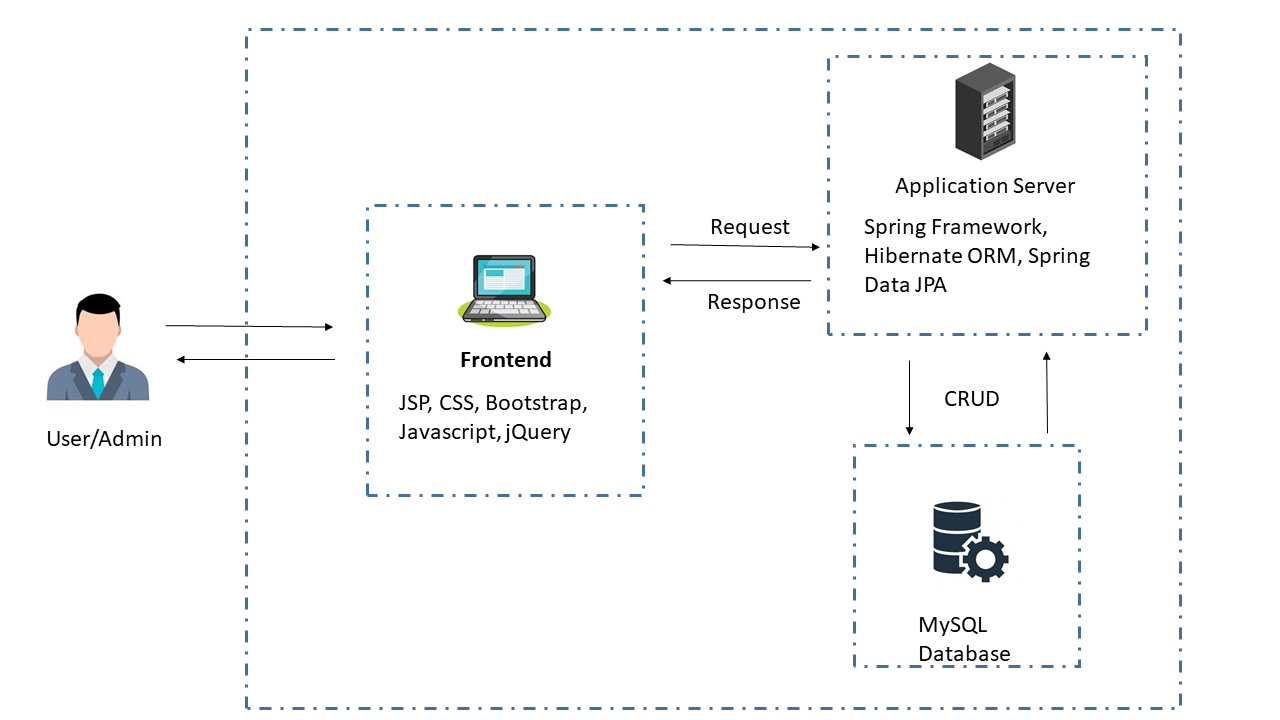 User/Admin
Frontend
JSP, CSS, Bootstrap,
Javascript, jQuery
Request
Response
Application Server
Spring Framework,
Hibernate ORM, Spring
Data JPA
CRUD
MySQL
Database